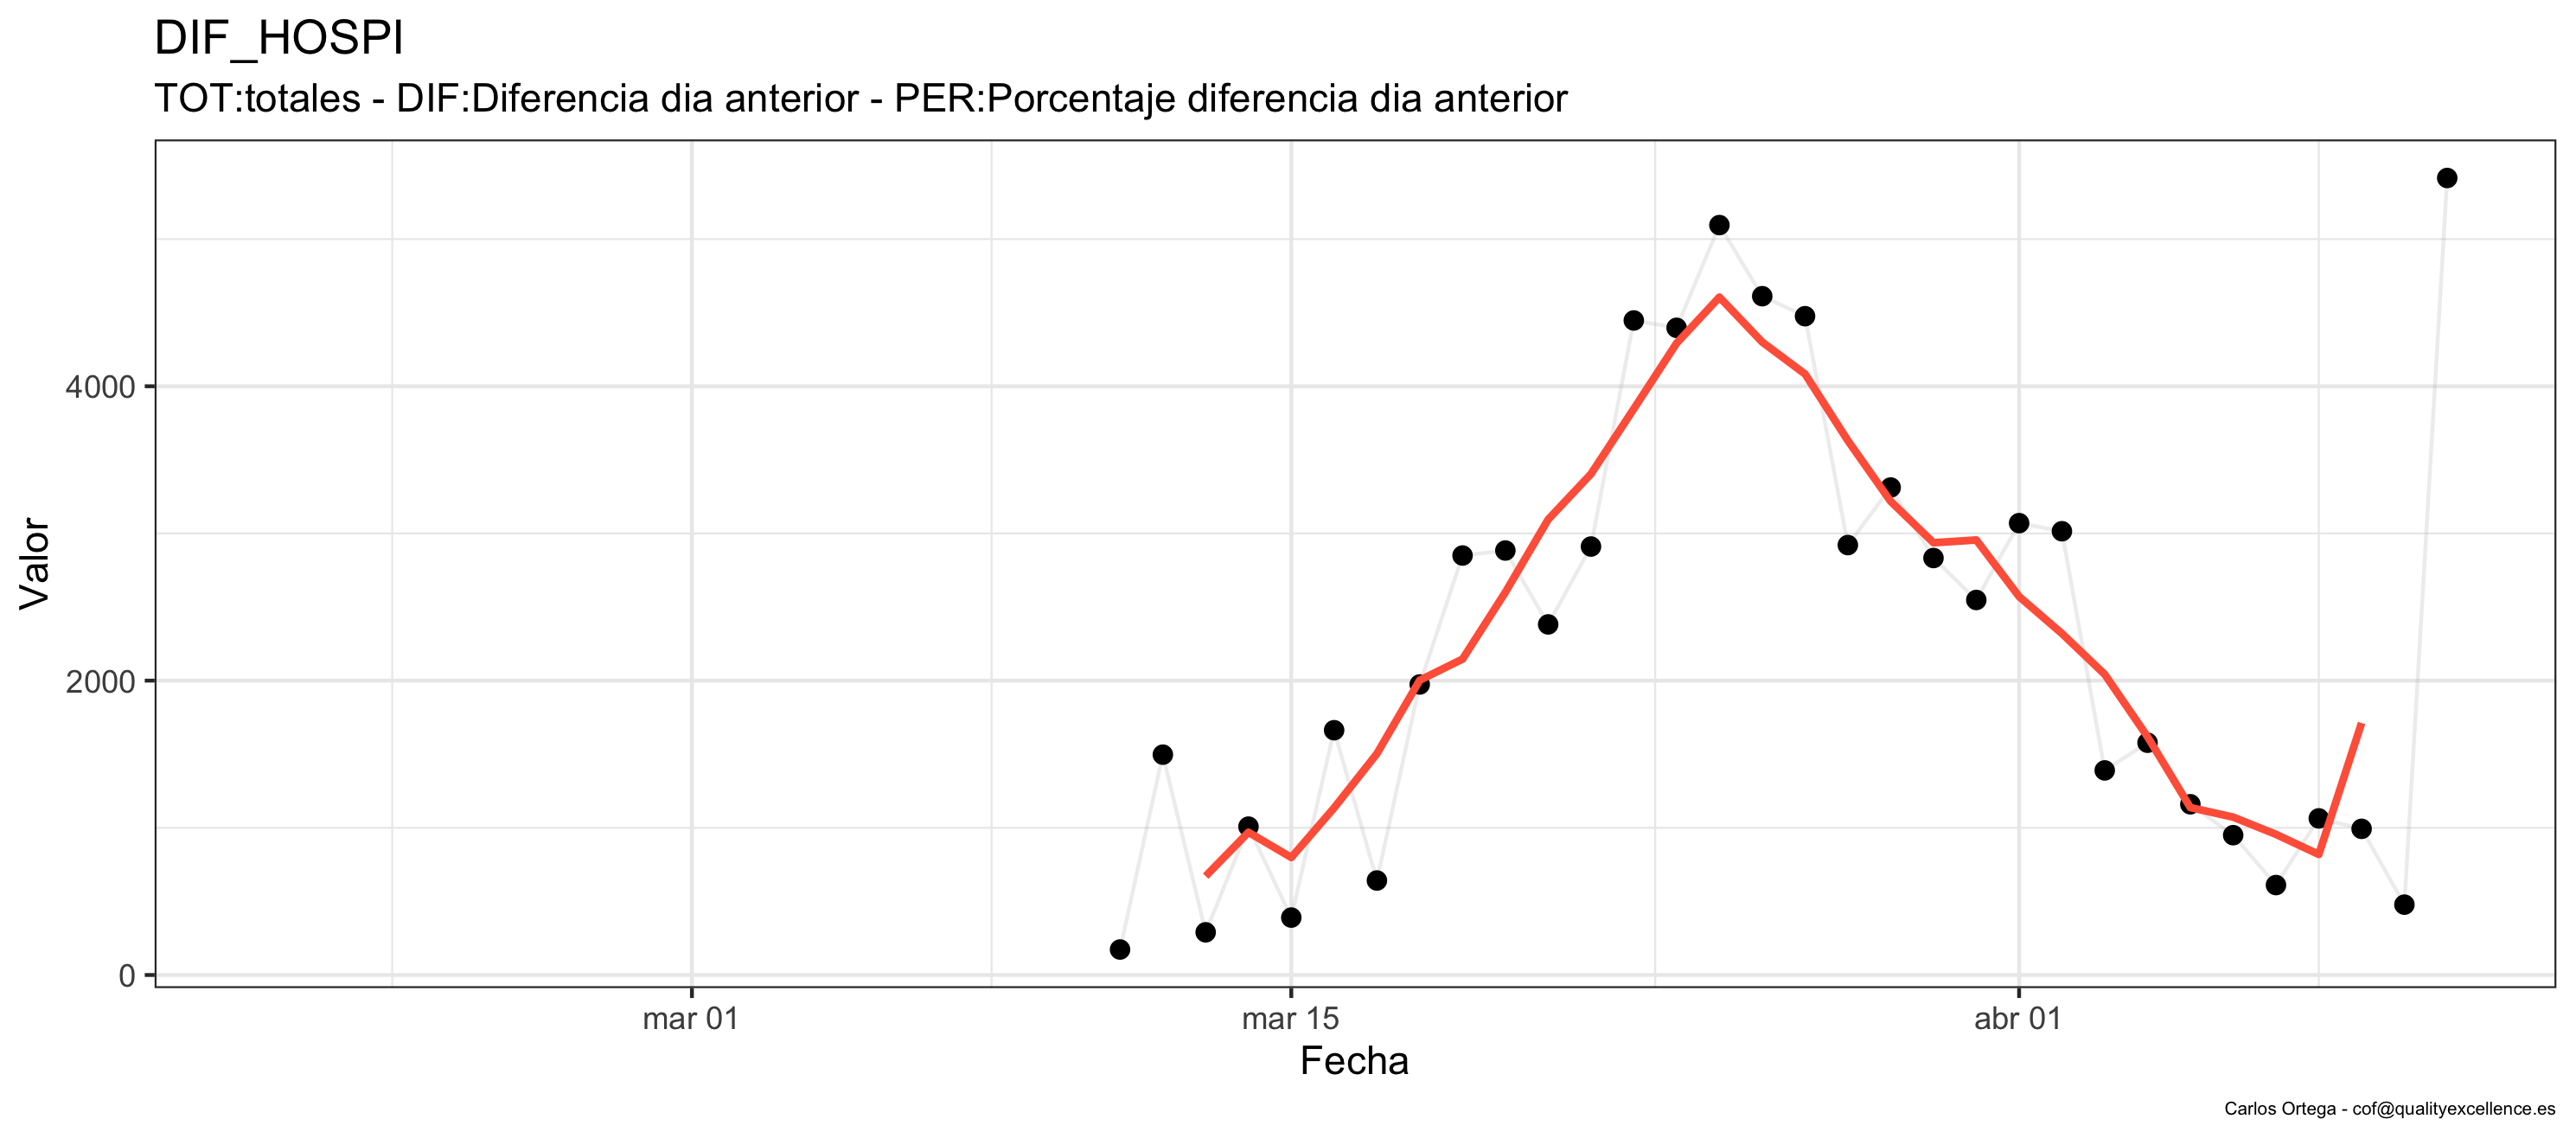 DIF_HOSPI
TOT:totales - DIF:Diferencia dia anterior - PER:Porcentaje diferencia dia anterior
Valor
4000
2000
0
mar 01
mar 15
abr 01
Fecha
Carlos Ortega - cof@qualityexcellence.es